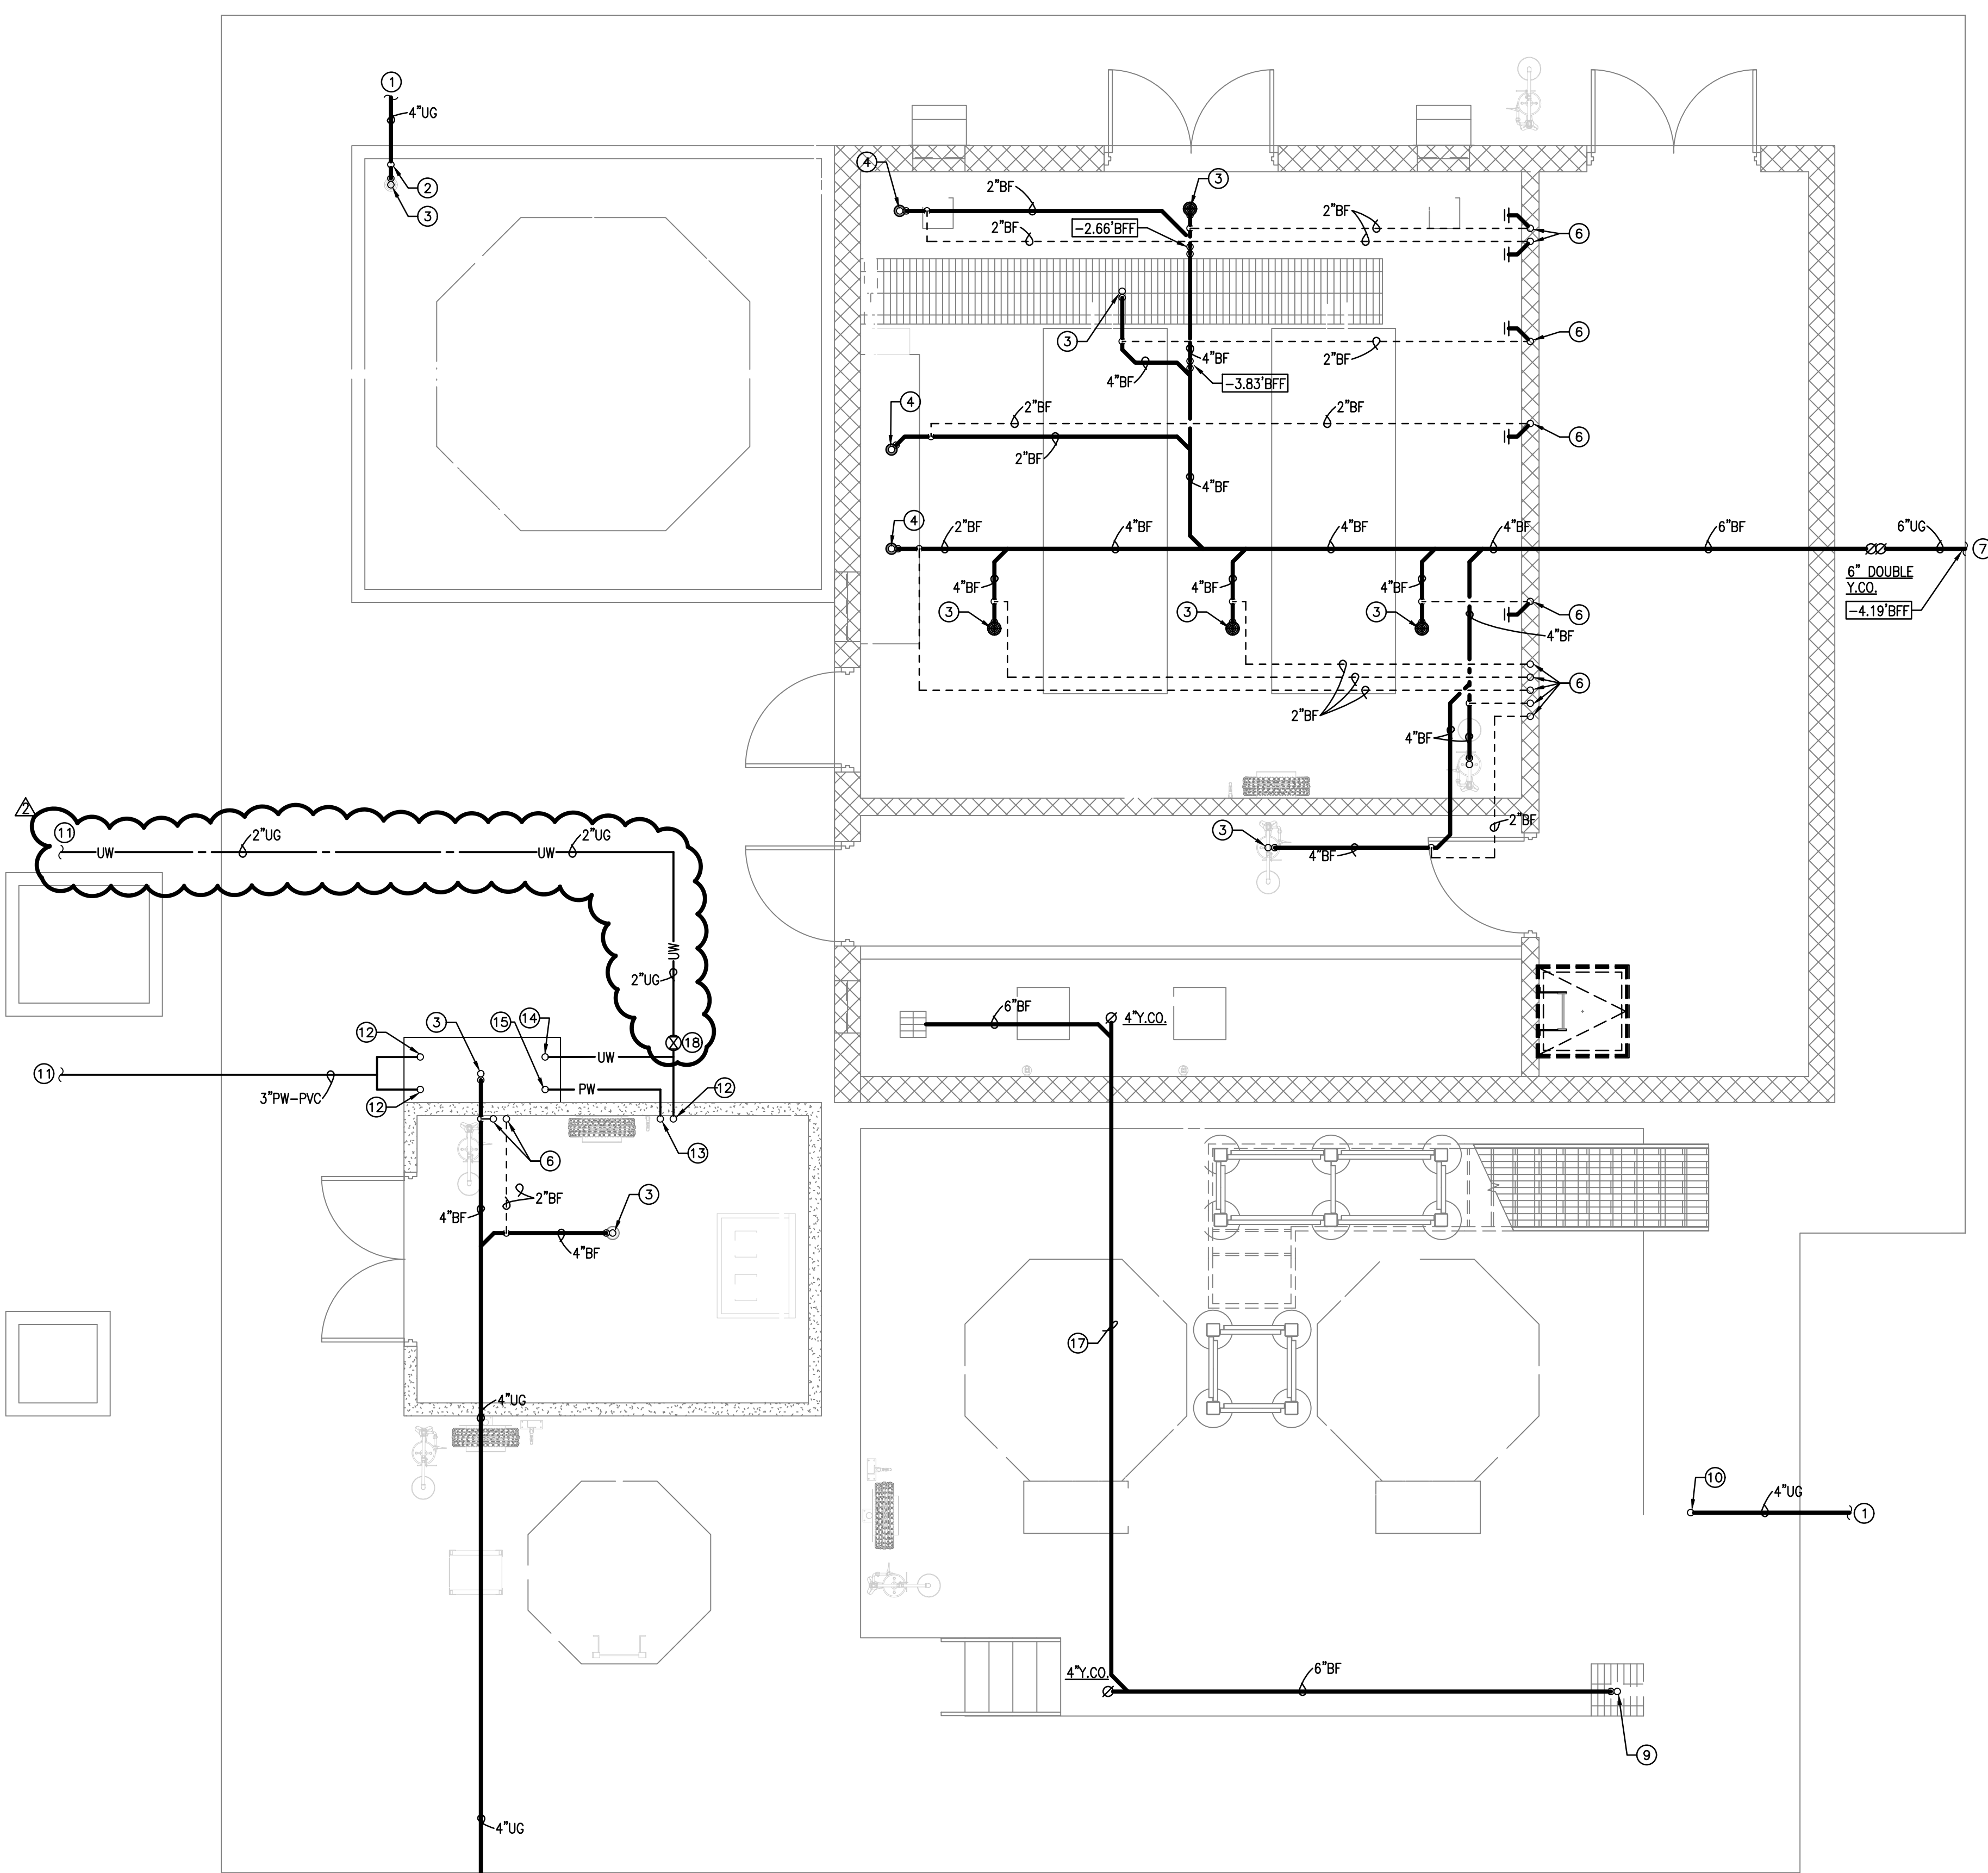 1
4"UG
2
3
4
2"BF
3
2"BF
2"BF
-2.66'BFF
6
3
4"BF
4"BF
2"BF
6
-3.83'BFF
4
2"BF
2"BF
2"BF
6
4"BF
4
2"BF
4"BF
4"BF
4"BF
6"BF
6"UG
7
6" DOUBLE
Y.CO.
-4.19'BFF
4"BF
4"BF
4"BF
3
3
3
6
4"BF
6
2"BF
4"BF
2
11
UW
2"UG
UW
2"UG
3
4"BF
2"BF
UW
2"UG
6"BF
4"Y.CO.
12
3
15
14
18
UW
11
3"PW-PVC
12
PW
12
13
6
2"BF
3
4"BF
4"BF
17
4"UG
10
4"UG
1
4"Y.CO.
6"BF
9
4"UG